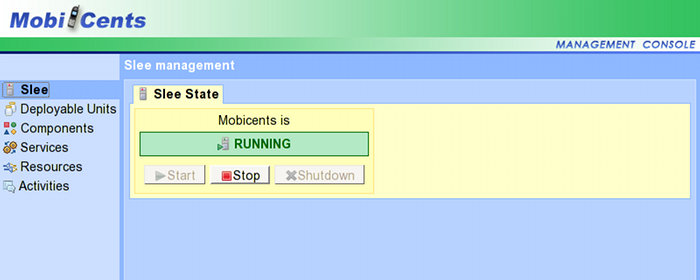 Mobi Cents
MANAGEMENT CONSOLE
Slee management
Slee
Deployable Units
Components
Services
Resources
Activities
Slee State
Mobicents is
RUNNING
Start Stop Shutdown